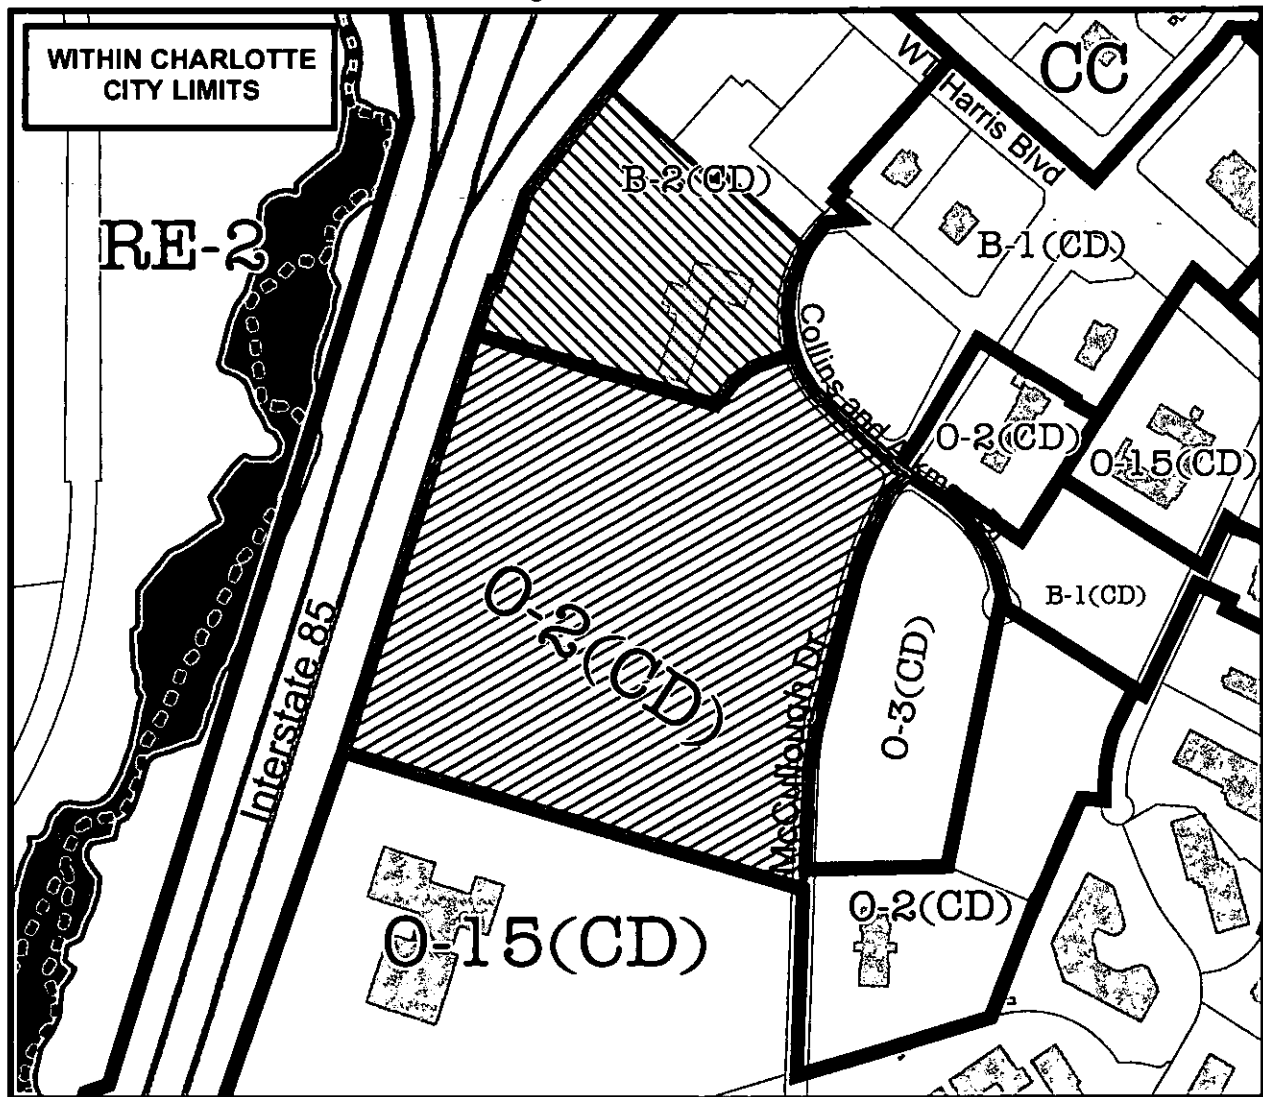 WITHIN CHARLOTTE
CITY LIMITS
CC
WT Harris Blvd
B-2(CD)
RE-2
B-1(CD)
Collins and
O-2(CD)
O-15(CD)
O-2(CD)
B-1(CD)
Interstate 85
McCullough Dr
O-3(CD)
O-2(CD)
O-15(CD)